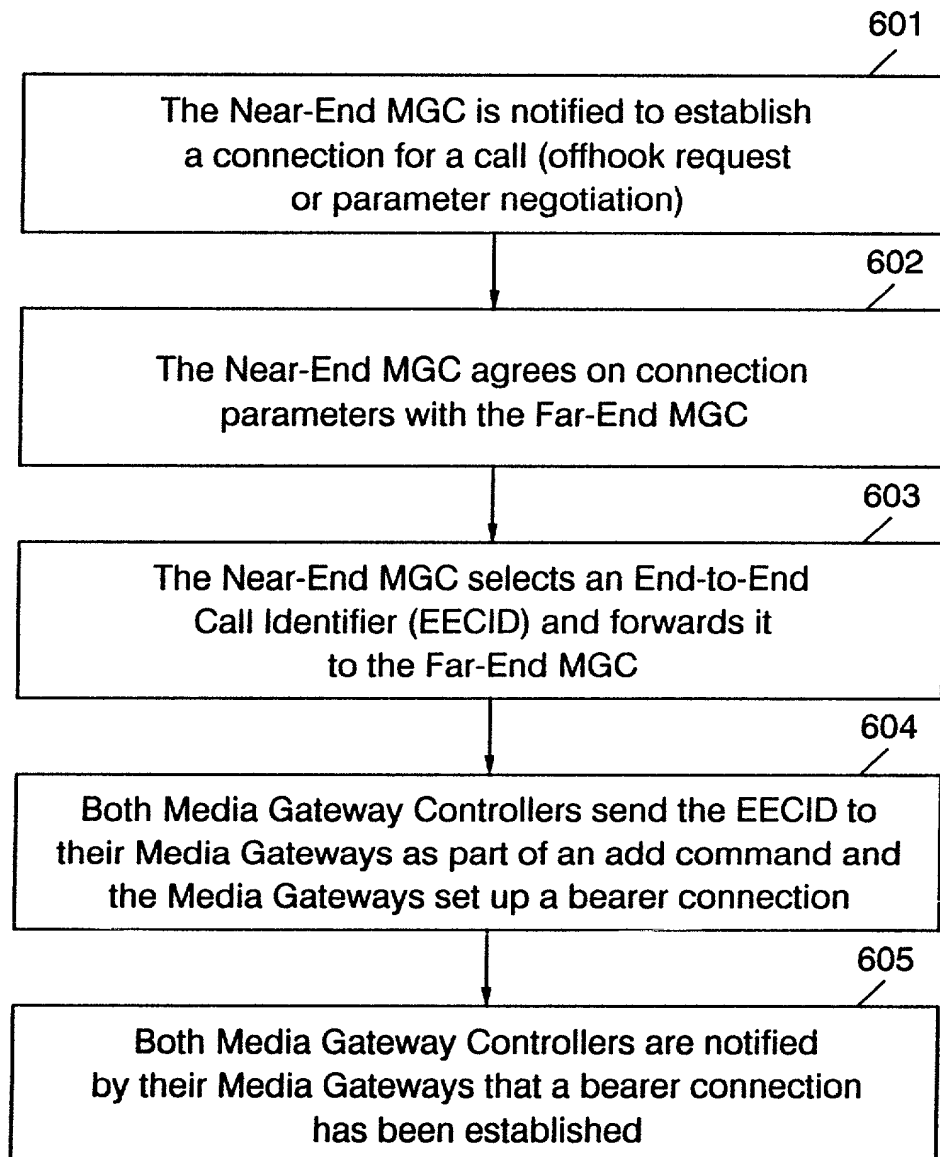 601
The Near-End MGC is notified to establish
a connection for a call (offhook request
or parameter negotiation)
602
The Near-End MGC agrees on connection
parameters with the Far-End MGC
603
The Near-End MGC selects an End-to-End
Call Identifier (EECID) and forwards it
to the Far-End MGC
604
Both Media Gateway Controllers send the EECID to
their Media Gateways as part of an add command and
the Media Gateways set up a bearer connection
605
Both Media Gateway Controllers are notified
by their Media Gateways that a bearer connection
has been established